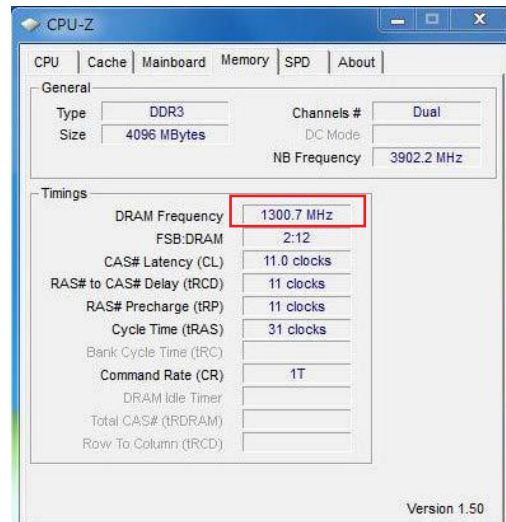 CPU-Z
CPU Cache Mainboard Memory SPD About
General
Type DDR3 Channels # Dual
Size 4096 MBytes DC Mode
NB Frequency 3902.2 MHz
Timings
DRAM Frequency 1300.7 MHz
FSB:DRAM 2:12
CAS# Latency (CL) 11.0 clocks
RAS# to CAS# Delay (tRCD) 11 clocks
RAS# Precharge (tRP) 11 clocks
Cycle Time (tRAS) 31 clocks
Bank Cycle Time (tRC)
Command Rate (CR) 1T
DRAM Idle Timer
Total CAS# (tRDRAM)
Row To Column (tRCD)
Version 1.50